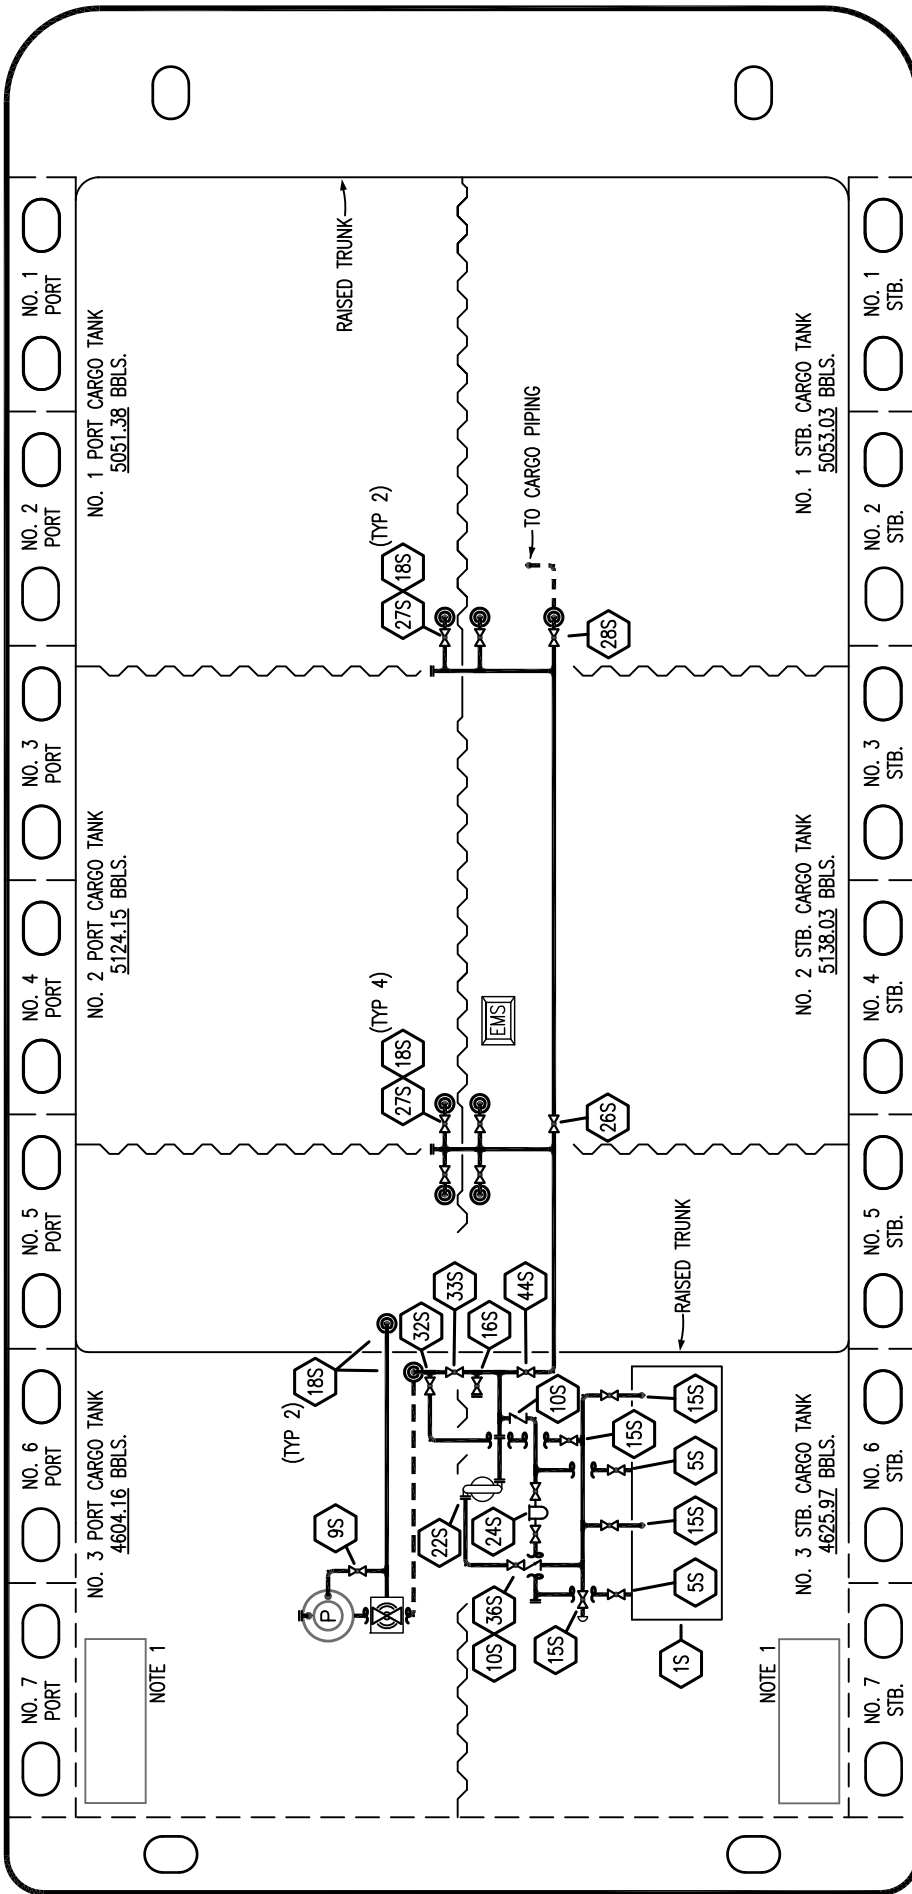 NO. 1
PORT
NO. 2
PORT
NO. 3
PORT
NO. 4
PORT
NO. 5
PORT
NO. 6
PORT
NO. 7
PORT
NO. 1 PORT CARGO TANK
5051.38 BBLS.
NO. 2 PORT CARGO TANK
5124.15 BBLS.
NO. 3 PORT CARGO TANK
4604.16 BBLS.
NOTE 1
RAISED TRUNK
27S
18S
(TYP 2)
27S
18S
(TYP 4)
18S
(TYP 2)
9S
P
32S
33S
16S
44S
EMS
TO CARGO PIPING
28S
26S
10S
22S
24S
36S
10S
15S
15S
15S
5S
15S
5S
1S
RAISED TRUNK
NO. 1 STB. CARGO TANK
5053.03 BBLS.
NO. 2 STB. CARGO TANK
5138.03 BBLS.
NO. 3 STB. CARGO TANK
4625.97 BBLS.
NOTE 1
NO. 1
STB.
NO. 2
STB.
NO. 3
STB.
NO. 4
STB.
NO. 5
STB.
NO. 6
STB.
NO. 7
STB.